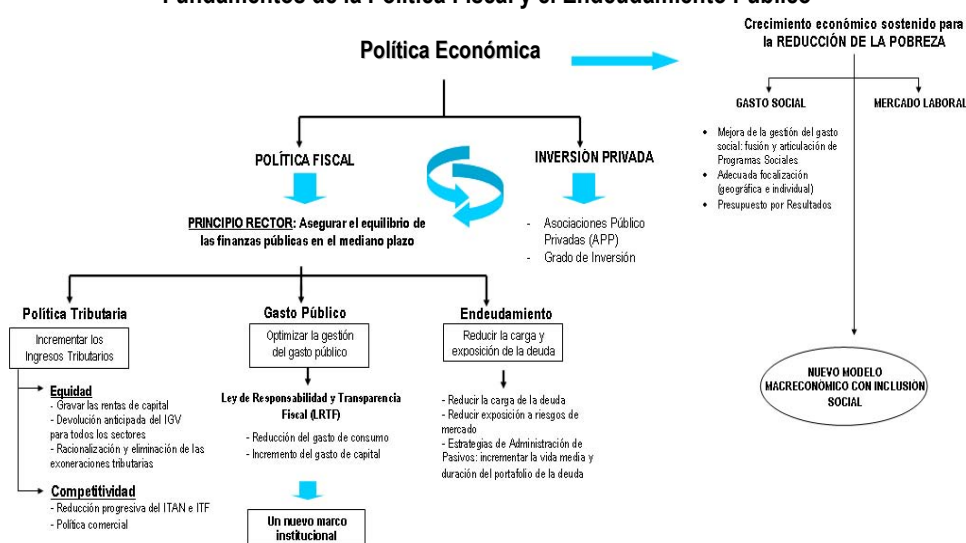 Fundamentos de la Política Fiscal y el Endeudamiento Público
Crecimiento económico sostenido para
la REDUCCIÓN DE LA POBREZA
Política Económica
GASTO SOCIAL
MERCADO LABORAL
• Mejora de la gestión del gasto
social: fusión y articulación de
Programas Sociales
• Adecuada focalización
(geográfica e individual)
• Presupuesto por Resultados
POLÍTICA FISCAL
INVERSIÓN PRIVADA
PRINCIPIO RECTOR: Asegurar el equilibrio de
las finanzas públicas en el mediano plazo
- Asociaciones Público
Privadas (APP)
- Grado de Inversión
Política Tributaria
Incrementar los
Ingresos Tributarios
Equidad
- Gravar las rentas de capital
- Devolución anticipada del IGV
para todos los sectores
- Racionalización y eliminación de las
exoneraciones tributarias
Competitividad
- Reducción progresiva del ITAN e ITF
- Política comercial
Gasto Público
Optimizar la gestión
del gasto público
Ley de Responsabilidad y Transparencia
Fiscal (LRTF)
- Reducción del gasto de consumo
- Incremento del gasto de capital
Un nuevo marco
institucional
Endeudamiento
Reducir la carga y
exposición de la deuda
- Reducir la carga de la deuda
- Reducir exposición a riesgos de
mercado
- Estrategias de Administración de
Pasivos: incrementar la vida media y
duración del portafolio de la deuda
NUEVO MODELO
MACRECONÓMICO CON INCLUSIÓN
SOCIAL